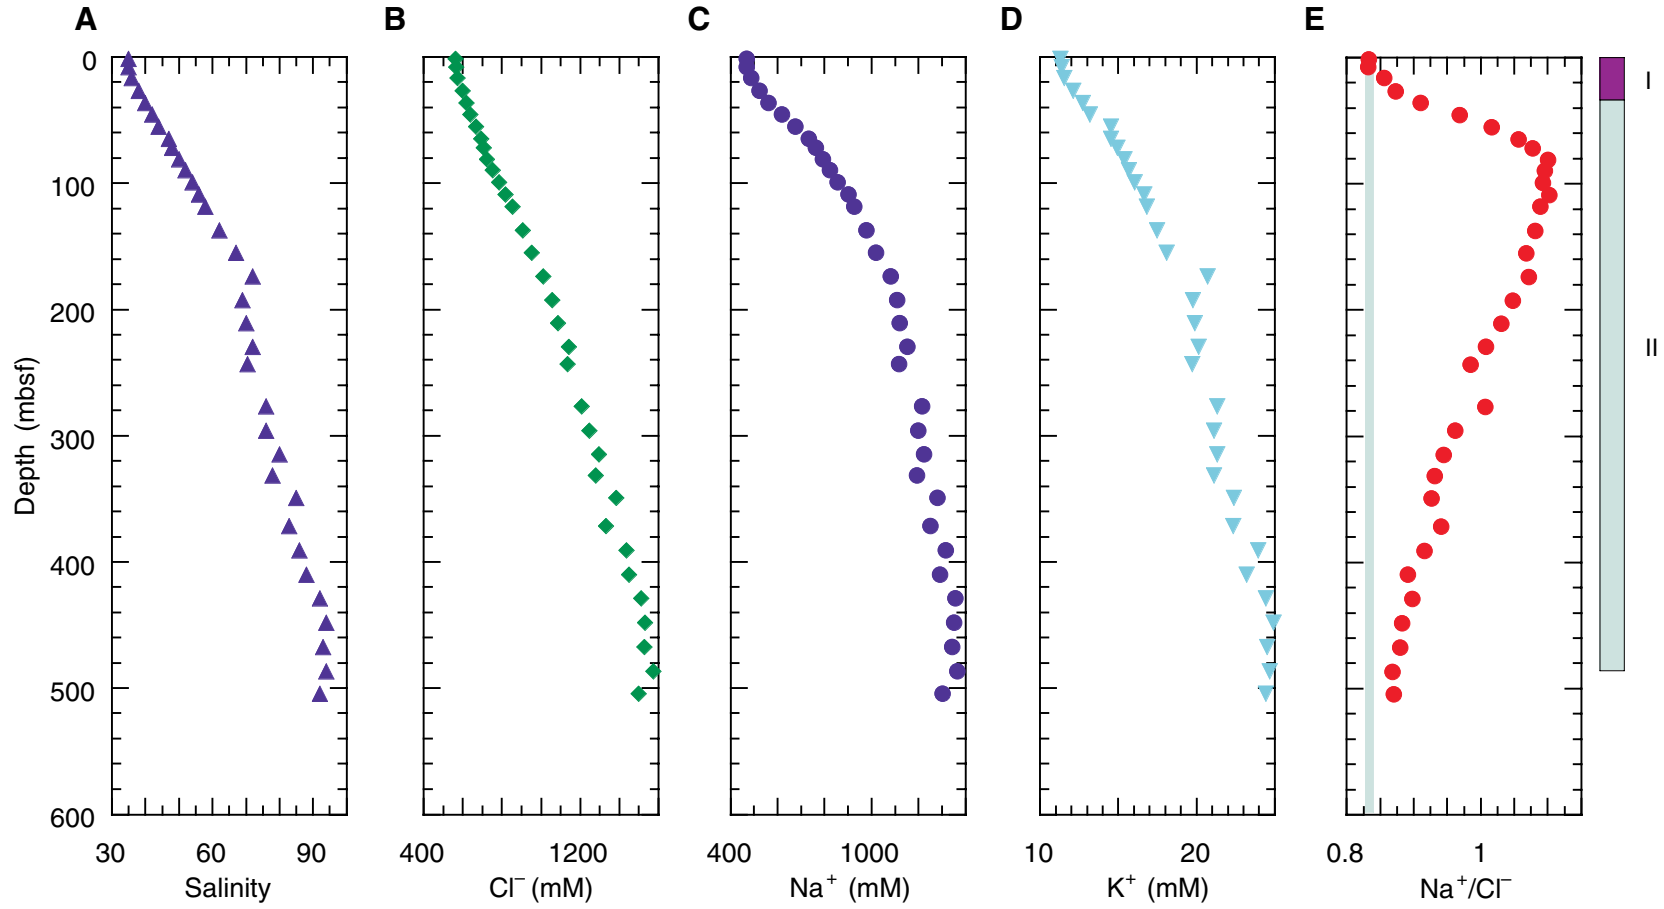 A B C D E
0
100
200
300
400
500
600
Depth (mbsf)
I
II
30 60 90 400 1200 400 1000 10 20 0.8 1
Salinity Cl⁻ (mM) Na⁺ (mM) K⁺ (mM) Na⁺/Cl⁻